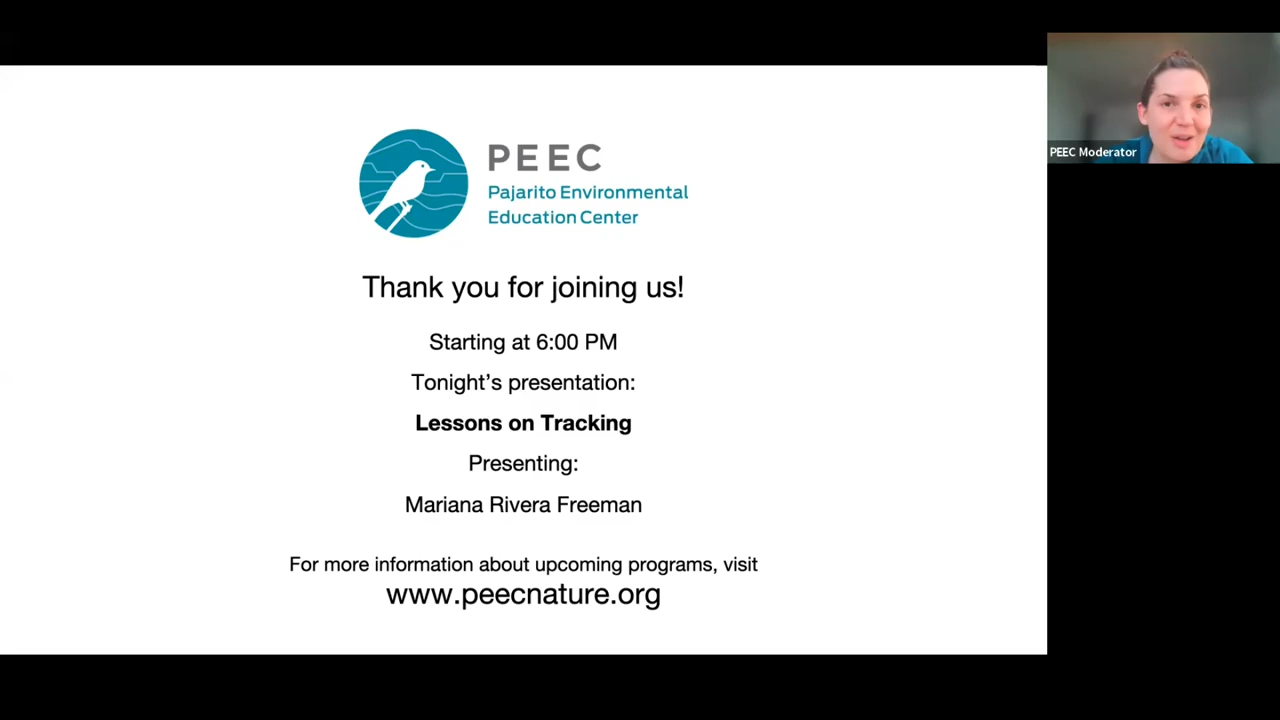 PEEC
Pajarito Environmental
Education Center
Thank you for joining us!
Starting at 6:00 PM
Tonight’s presentation:
Lessons on Tracking
Presenting:
Mariana Rivera Freeman
For more information about upcoming programs, visit
www.peecnature.org
PEEC Moderator